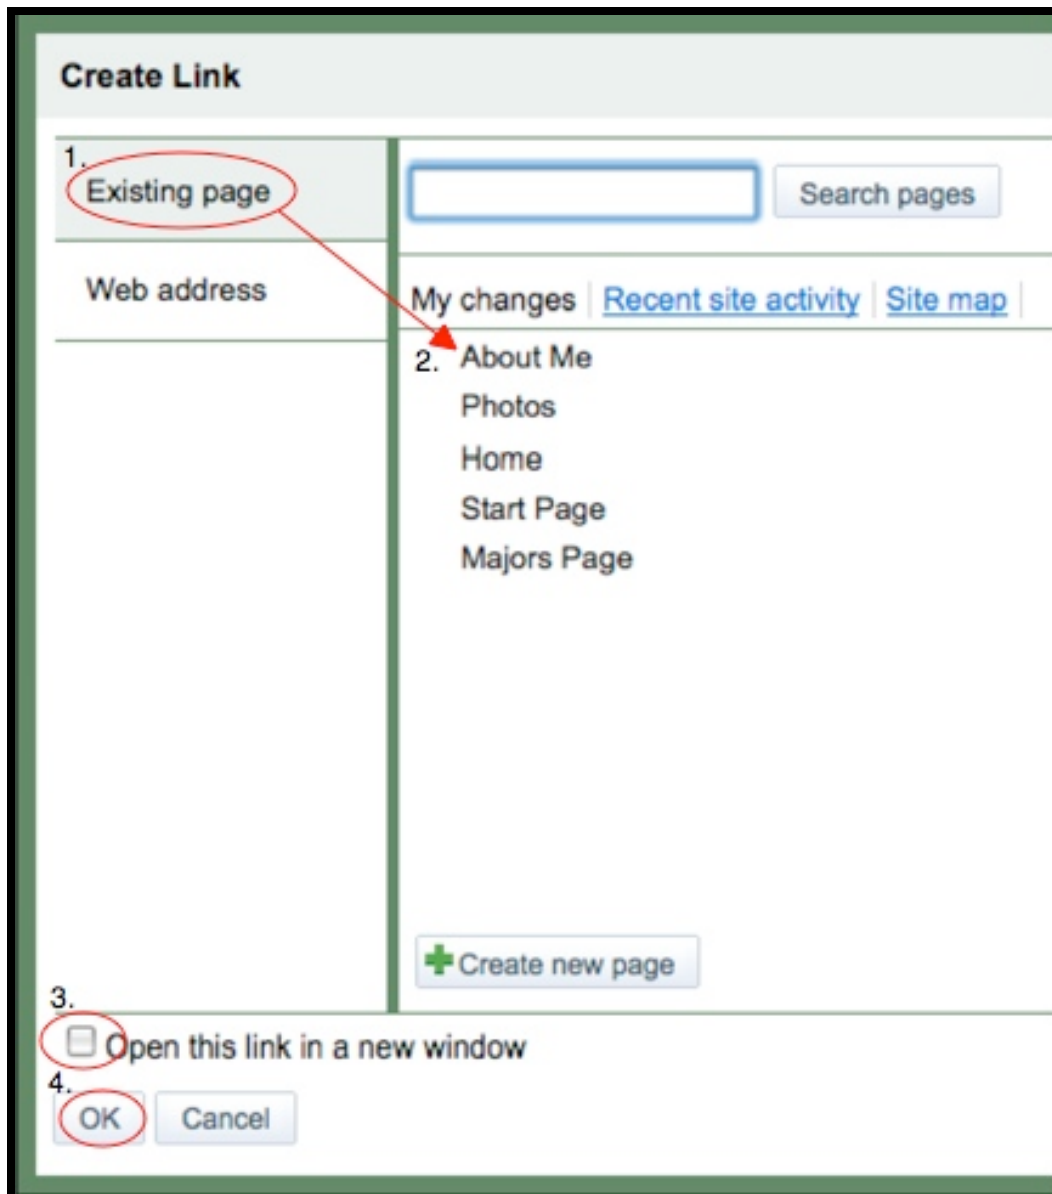 Create Link
1.
Existing page
Search pages
Web address
My changes Recent site activity Site map
2. About Me
Photos
Home
Start Page
Majors Page
Create new page
3.
Open this link in a new window
4.
OK Cancel